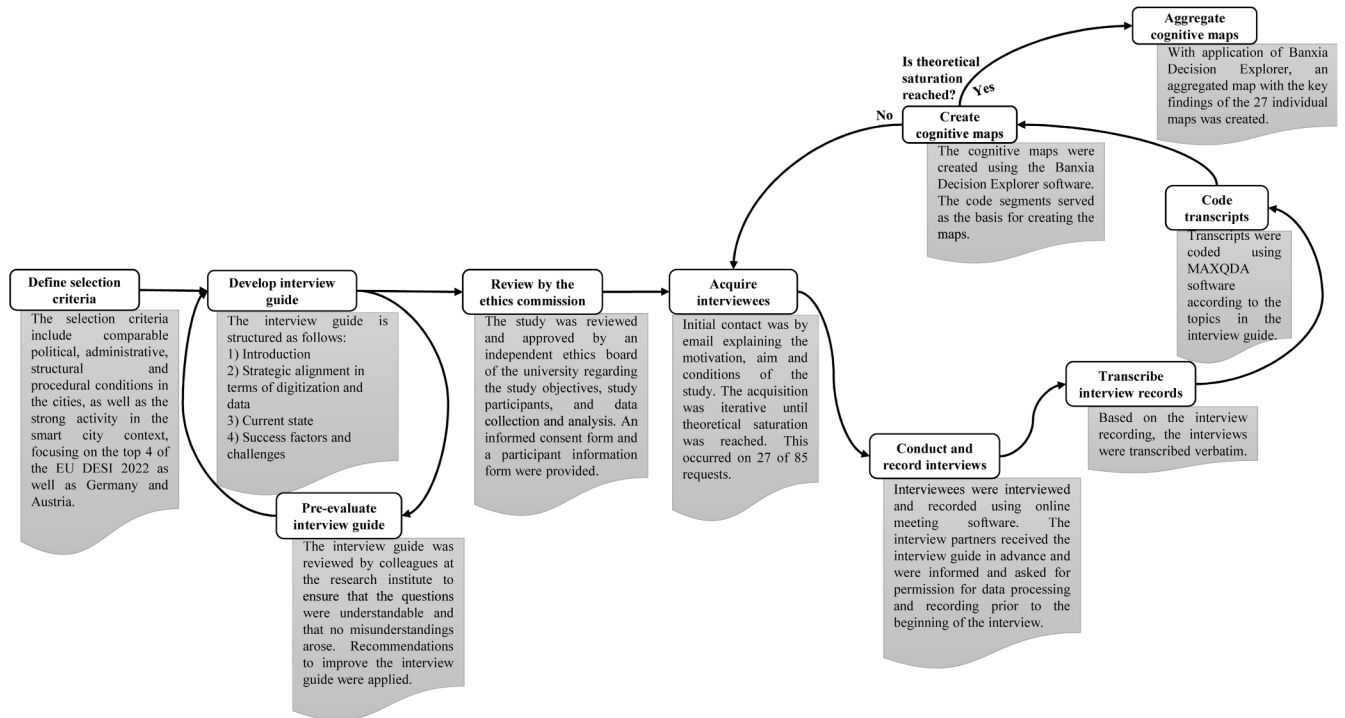 Define selection
criteria
The selection criteria
include comparable
political, administrative,
structural and
procedural conditions in
the cities, as well as the
strong activity in the
smart city context,
focusing on the top 4 of
the EU DESI 2022 as
well as Germany and
Austria.
Develop interview
guide
The interview guide is
structured as follows:
1) Introduction
2) Strategic alignment in
terms of digitization and
data
3) Current state
4) Success factors and
challenges
Pre-evaluate
interview guide
The interview guide was
reviewed by colleagues at
the research institute to
ensure that the questions
were understandable and
that no misunderstandings
arose. Recommendations
to improve the interview
guide were applied.
Review by the
ethics commission
The study was reviewed
and approved by an
independent ethics board
of the university regarding
the study objectives, study
participants, and data
collection and analysis. An
informed consent form and
a participant information
form were provided.
Acquire
interviewees
Initial contact was by
email explaining the
motivation, aim and
conditions of the
study. The acquisition
was iterative until
theoretical saturation
was reached. This
occurred on 27 of 85
requests.
Conduct and
record interviews
Interviewees were interviewed
and recorded using online
meeting software. The
interview partners received the
interview guide in advance and
were informed and asked for
permission for data processing
and recording prior to the
beginning of the interview.
Transcribe
interview records
Based on the interview
recording, the interviews
were transcribed verbatim.
Code
transcripts
Transcripts were
coded using
MAXQDA
software
according to the
topics in the
interview guide.
Create
cognitive maps
The cognitive maps were
created using the Banxia
Decision Explorer software.
The code segments served
as the basis for creating the
maps.
Is theoretical
saturation
reached?
Yes
No
Aggregate
cognitive maps
With application of Banxia
Decision Explorer, an
aggregated map with the key
findings of the 27 individual
maps was created.